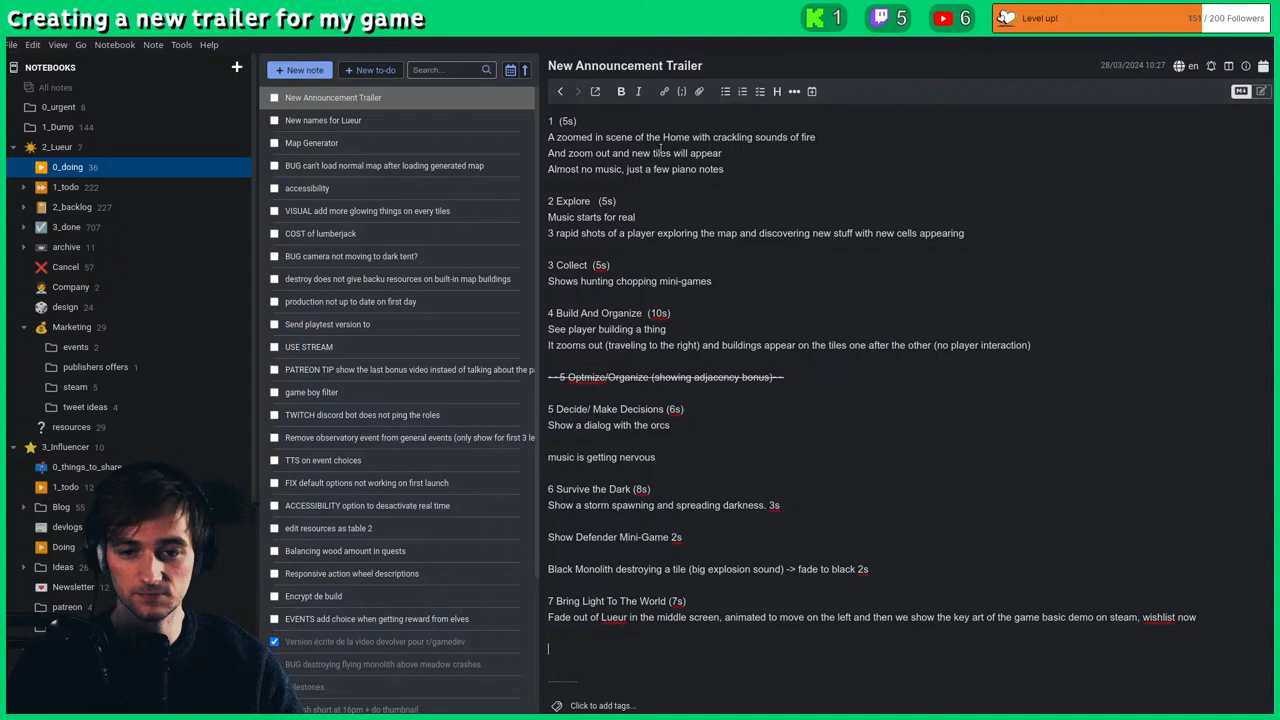 Creating a new trailer for my game
1
5
6
Level up!
151 / 200 Followers
File Edit View Go Notebook Note Tools Help
NOTEBOOKS
+
All notes
0_urgent 8
1_Dump 144
2_Lueur
0_doing 36
1_todo 222
2_backlog 227
3_done 707
archive 11
Cancel 57
Company 2
design 24
Marketing 29
events 2
publishers offers 1
steam 5
tweet ideas 4
resources 27
3_Influencer 10
0_things_to_share
1_todo 12
Blog 55
devlogs
Doing
Ideas 13
Newsletter 12
patreon
+ New note
+ New to-do
Search...
New Announcement Trailer
New names for Lueur
Map Generator
BUG can't load normal map after loading generated map
accessibility
VISUAL add more glowing things on every tiles
COST of lumberjack
BUG camera not moving to dark tent?
destroy does not give backu resources on built-in map buildings
production not up to date on first day
Send playtest version to
USE STREAM
PATREON TIP show the last bonus video instaed of talking about the p
game boy filter
TWITCH discord bot does not ping the roles
Remove observatory event from general events (only show for first 3 le
TTS on event choices
FIX default options not working on first launch
ACCESSIBILITY option to desactivate real time
edit resources as table 2
Balancing wood amount in quests
Responsive action wheel descriptions
Encrypt de build
EVENTS add choice when getting reward from elves
Version écrite de la video devolver pour r/gamedev
BUG destroying flying monolith above meadow crashes
New Announcement Trailer
28/03/2024 10:27
en
1 (5s)
A zoomed in scene of the Home with crackling sounds of fire
And zoom out and new tiles will appear
Almost no music, just a few piano notes
2 Explore (5s)
Music starts for real
3 rapid shots of a player exploring the map and discovering new stuff with new cells appearing
3 Collect (5s)
Shows hunting chopping mini-games
4 Build And Organize (10s)
See player building a thing
It zooms out (traveling to the right) and buildings appear on the tiles one after the other (no player interaction)
~~5 Optmize/Organize (showing adjacency bonus)~~
5 Decide/ Make Decisions (6s)
Show a dialog with the orcs
music is getting nervous
6 Survive the Dark (8s)
Show a storm spawning and spreading darkness. 3s
Show Defender Mini-Game 2s
Black Monolith destroying a tile (big explosion sound) -> fade to black 2s
7 Bring Light To The World (7s)
Fade out of Lueur in the middle screen, animated to move on the left and then we show the key art of the game basic demo on steam, wishlist now
----------
Click to add tags...